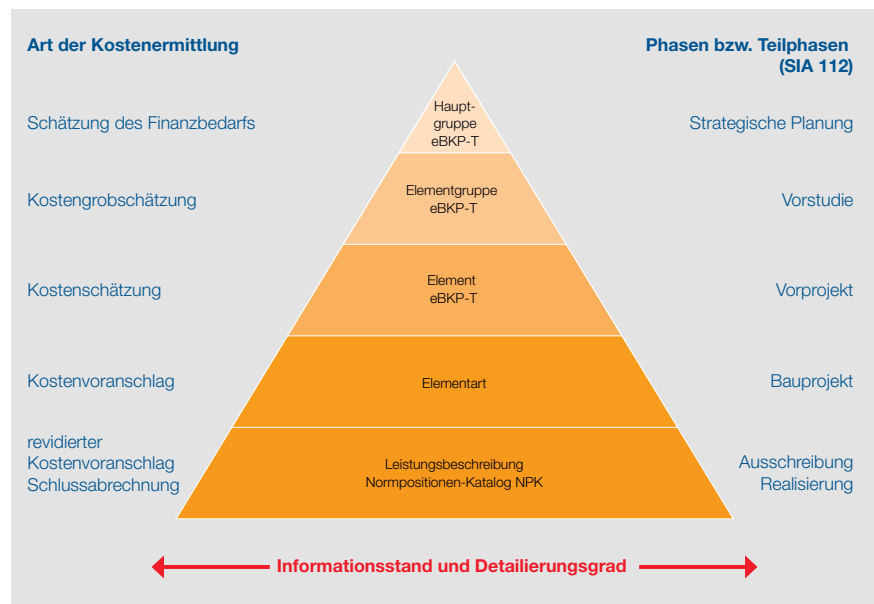 Art der Kostenermittlung
Phasen bzw. Teilphasen
(SIA 112)
Schätzung des Finanzbedarfs
Haupt-
gruppe
eBKP-T
Strategische Planung
Kostengrobschätzung
Elementgruppe
eBKP-T
Vorstudie
Kostenschätzung
Element
eBKP-T
Vorprojekt
Kostenvoranschlag
Elementart
Bauprojekt
revidierter
Kostenvoranschlag
Schlussabrechnung
Leistungsbeschreibung
Normpositionen-Katalog NPK
Ausschreibung
Realisierung
Informationsstand und Detailierungsgrad